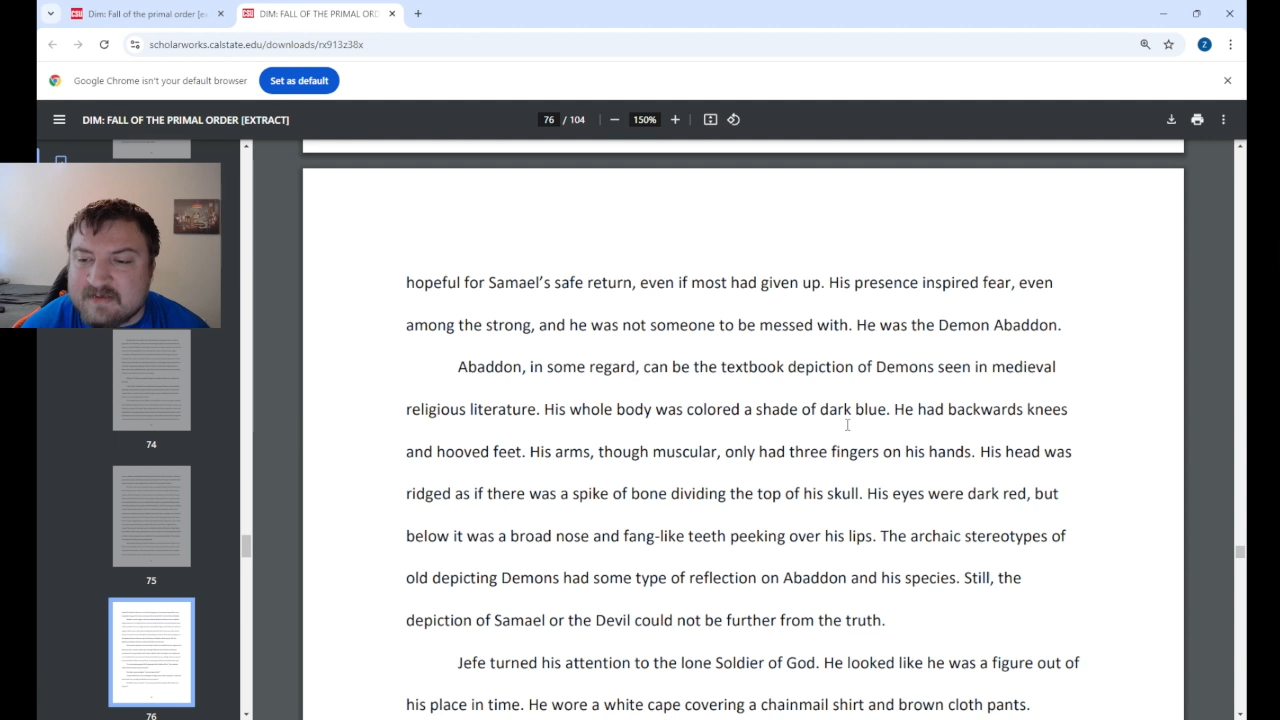 Dim: Fall of the primal order [ex
DIM: FALL OF THE PRIMAL ORD
scholarworks.calstate.edu/downloads/rx913z38x
Z
Google Chrome isn't your default browser
Set as default
DIM: FALL OF THE PRIMAL ORDER [EXTRACT]
76 / 104
150%
74
75
76
hopeful for Samael's safe return, even if most had given up. His presence inspired fear, even
among the strong, and he was not someone to be messed with. He was the Demon Abaddon.
Abaddon, in some regard, can be the textbook depiction of Demons seen in medieval
religious literature. His whole body was colored a shade of dark blue. He had backwards knees
and hooved feet. His arms, though muscular, only had three fingers on his hands. His head was
ridged as if there was a spike of bone dividing the top of his skull. His eyes were dark red, but
below it was a broad nose and fang-like teeth peeking over his lips. The archaic stereotypes of
old depicting Demons had some type of reflection on Abaddon and his species. Still, the
depiction of Samael or the Devil could not be further from the truth.
Jefe turned his attention to the lone Soldier of God. He looked like he was a figure out of
his place in time. He wore a white cape covering a chainmail shirt and brown cloth pants.